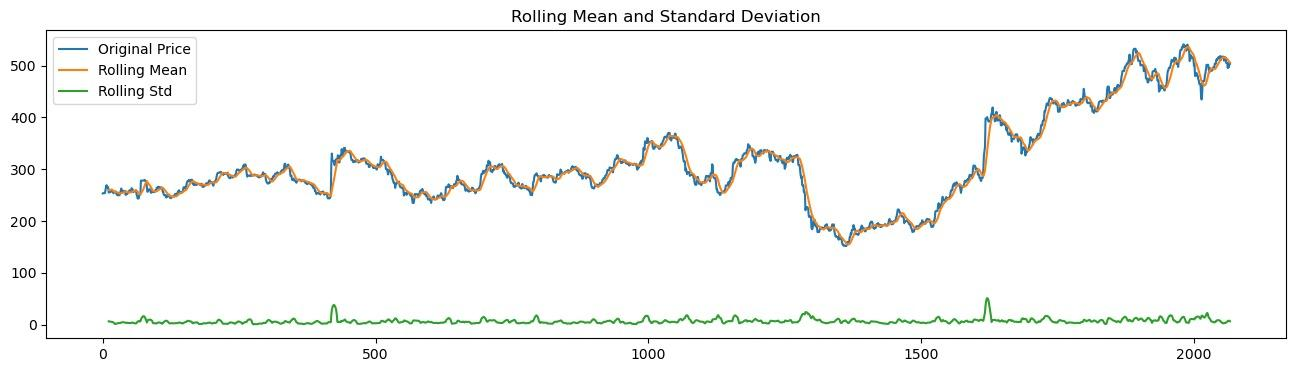 Rolling Mean and Standard Deviation
Original Price
Rolling Mean
Rolling Std
500
400
300
200
100
0
0
500
1000
1500
2000